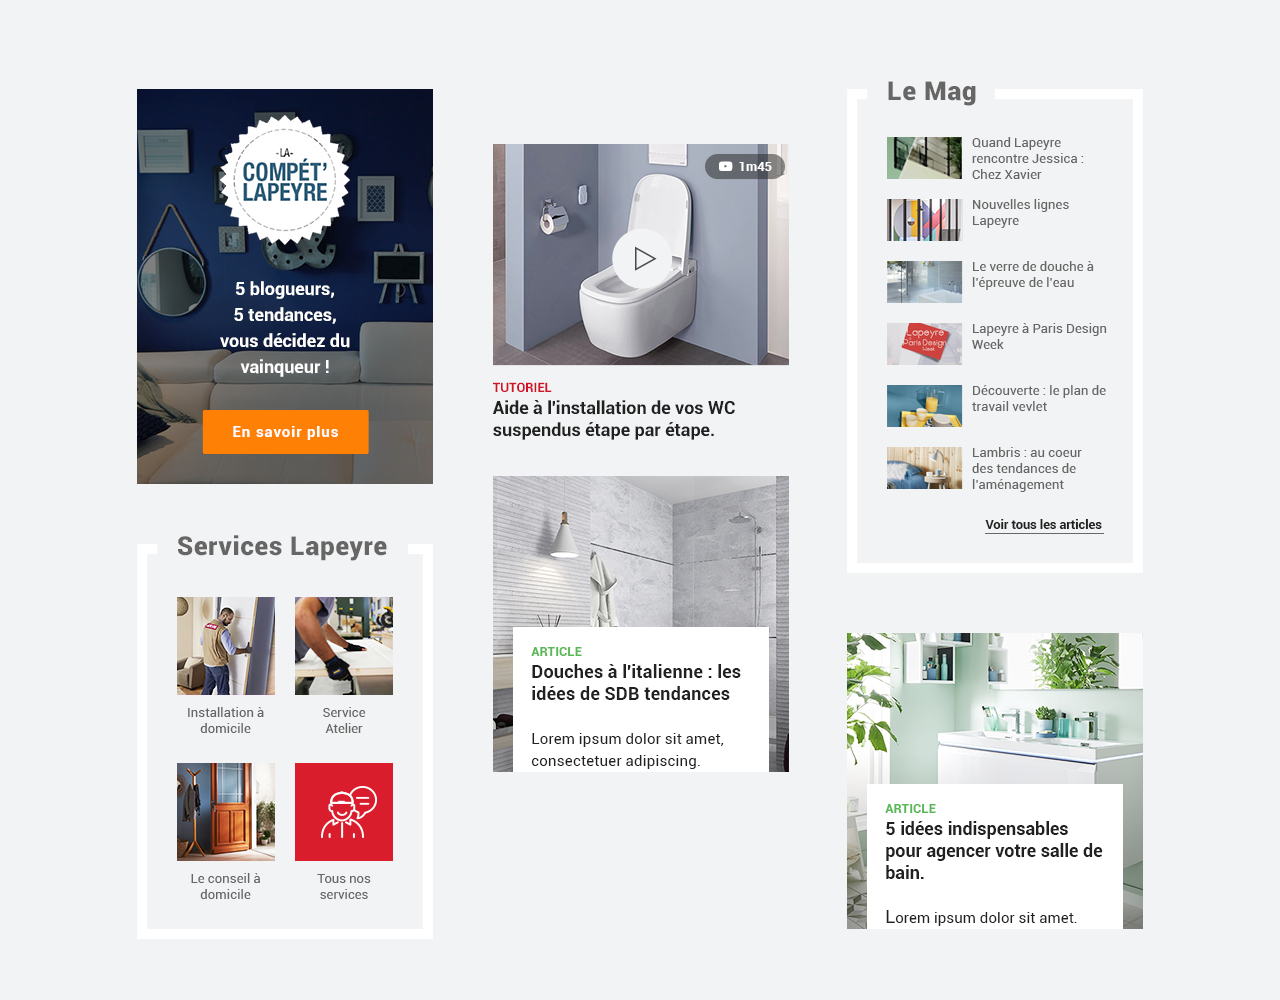 -LA-
COMPÉT'
LAPEYRE
5 blogueurs,
5 tendances,
vous décidez du
vainqueur !
En savoir plus
Services Lapeyre
Installation à
domicile
Service
Atelier
Le conseil à
domicile
Tous nos
services
1m45
TUTORIEL
Aide à l'installation de vos WC
suspendus étape par étape.
ARTICLE
Douches à l'italienne : les
idées de SDB tendances
Lorem ipsum dolor sit amet,
consectetuer adipiscing.
Le Mag
Quand Lapeyre
rencontre Jessica :
Chez Xavier
Nouvelles lignes
Lapeyre
Le verre de douche à
l'épreuve de l'eau
Lapeyre
Paris Design
Week
Lapeyre à Paris Design
Week
Découverte : le plan de
travail vevlet
Lambris : au coeur
des tendances de
l'aménagement
Voir tous les articles
ARTICLE
5 idées indispensables
pour agencer votre salle de
bain.
Lorem ipsum dolor sit amet.